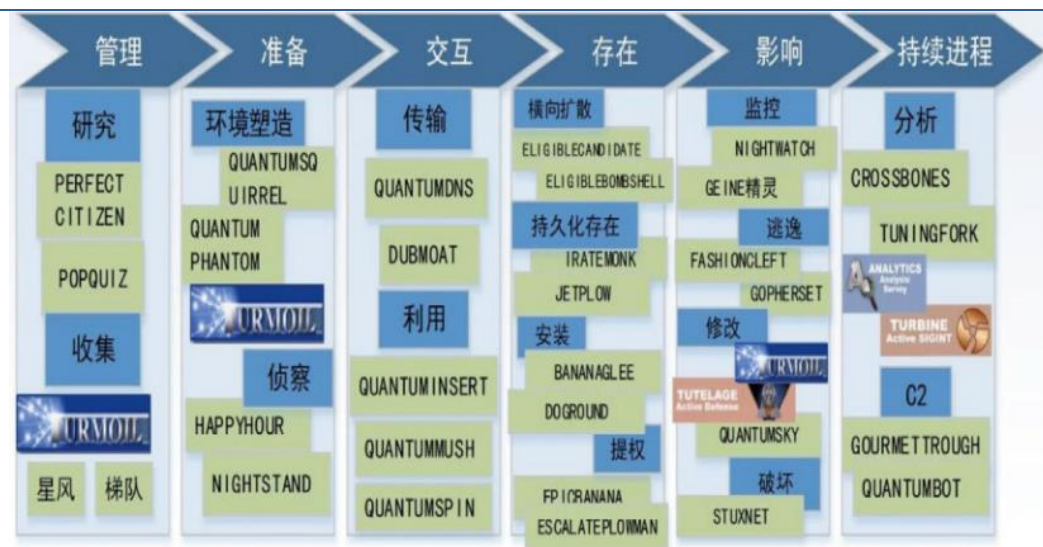 管理
准备
交互
存在
影响
持续进程
研究
PERFECT
CITIZEN
POPQUIZ
收集
TURMOIL
星风
梯队
环境塑造
QUANTUMSQ
UIRREL
QUANTUM
PHANTOM
TURMOIL
侦察
HAPPYHOUR
NIGHTSTAND
传输
QUANTUMDNS
DUBMOAT
利用
QUANTUMINSERT
QUANTUMMUSH
QUANTUMSPIN
横向扩散
ELIGIBLECANDIDATE
ELIGIBLEBOMBSHELL
持久化存在
IRATEMONK
JETPLOW
安装
BANANAGLEE
DOGROUND
提权
EPICBANANA
ESCALATEPLOWMAN
监控
NIGHTWATCH
GEINE精灵
逃逸
FASHIONCLEFT
GOPHERSET
修改
TURMOIL
TUTELAGE
Active Defense
QUANTUMSKY
破坏
STUXNET
分析
CROSSBONES
TUNINGFORK
ANALYTICS
Analysis
Survey
TURBINE
Active SIGINT
C2
GOURMETTROUGH
QUANTUMBOT